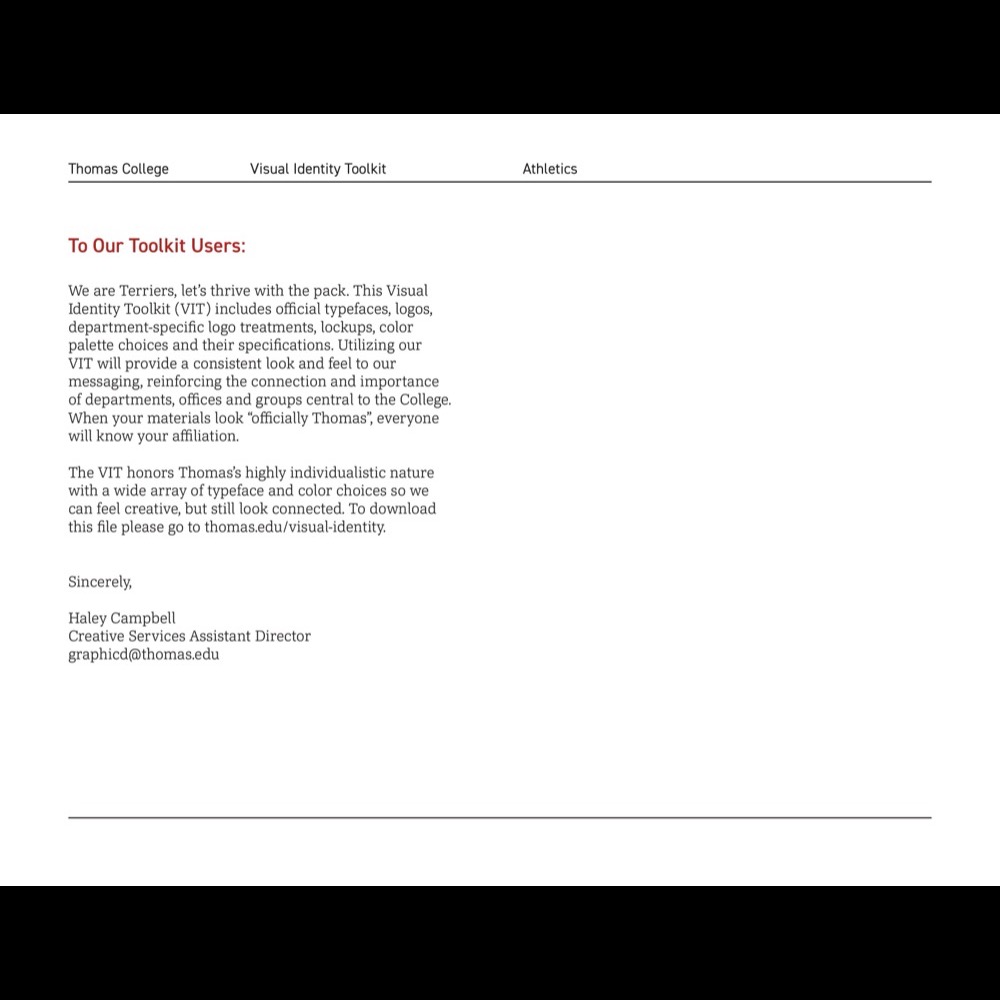 Thomas College Visual Identity Toolkit Athletics
To Our Toolkit Users:
We are Terriers, let’s thrive with the pack. This Visual
Identity Toolkit (VIT) includes official typefaces, logos,
department-specific logo treatments, lockups, color
palette choices and their specifications. Utilizing our
VIT will provide a consistent look and feel to our
messaging, reinforcing the connection and importance
of departments, offices and groups central to the College.
When your materials look “officially Thomas”, everyone
will know your affiliation.
The VIT honors Thomas’s highly individualistic nature
with a wide array of typeface and color choices so we
can feel creative, but still look connected. To download
this file please go to thomas.edu/visual-identity.
Sincerely,
Haley Campbell
Creative Services Assistant Director
graphicd@thomas.edu